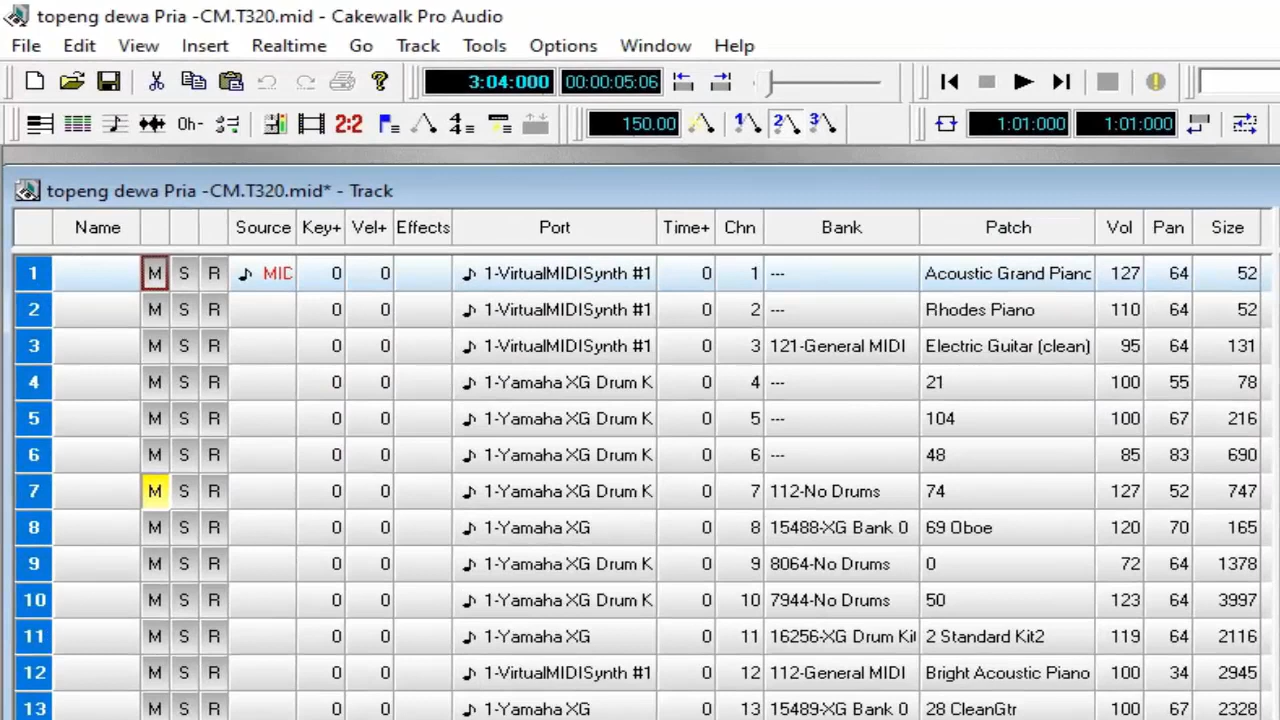 topeng dewa Pria -CM.T320.mid - Cakewalk Pro Audio
File Edit View Insert Realtime Go Track Tools Options Window Help
3:04:000 00:00:05:06
0h- 2:2 4 150.00 1 2 3 1:01:000 1:01:000
topeng dewa Pria -CM.T320.mid* - Track
Name Source Key+ Vel+ Effects Port Time+ Chn Bank Patch Vol Pan Size
1 M S R MIC 0 0 1-VirtualMIDISynth #1 0 1 --- Acoustic Grand Piano 127 64 52
2 M S R 0 0 1-VirtualMIDISynth #1 0 2 --- Rhodes Piano 110 64 52
3 M S R 0 0 1-VirtualMIDISynth #1 0 3 121-General MIDI Electric Guitar (clean) 95 64 131
4 M S R 0 0 1-Yamaha XG Drum K 0 4 --- 21 100 55 78
5 M S R 0 0 1-Yamaha XG Drum K 0 5 --- 104 100 67 216
6 M S R 0 0 1-Yamaha XG Drum K 0 6 --- 48 85 83 690
7 M S R 0 0 1-Yamaha XG Drum K 0 7 112-No Drums 74 127 52 747
8 M S R 0 0 1-Yamaha XG 0 8 15488-XG Bank 0 69 Oboe 120 70 165
9 M S R 0 0 1-Yamaha XG Drum K 0 9 8064-No Drums 0 72 64 1378
10 M S R 0 0 1-Yamaha XG Drum K 0 10 7944-No Drums 50 123 64 3997
11 M S R 0 0 1-Yamaha XG 0 11 16256-XG Drum Kit 2 Standard Kit2 119 64 2116
12 M S R 0 0 1-VirtualMIDISynth #1 0 12 112-General MIDI Bright Acoustic Piano 100 34 2945
13 M S R 0 0 1-Yamaha XG 0 13 15489-XG Bank 28 CleanGtr 100 67 2328